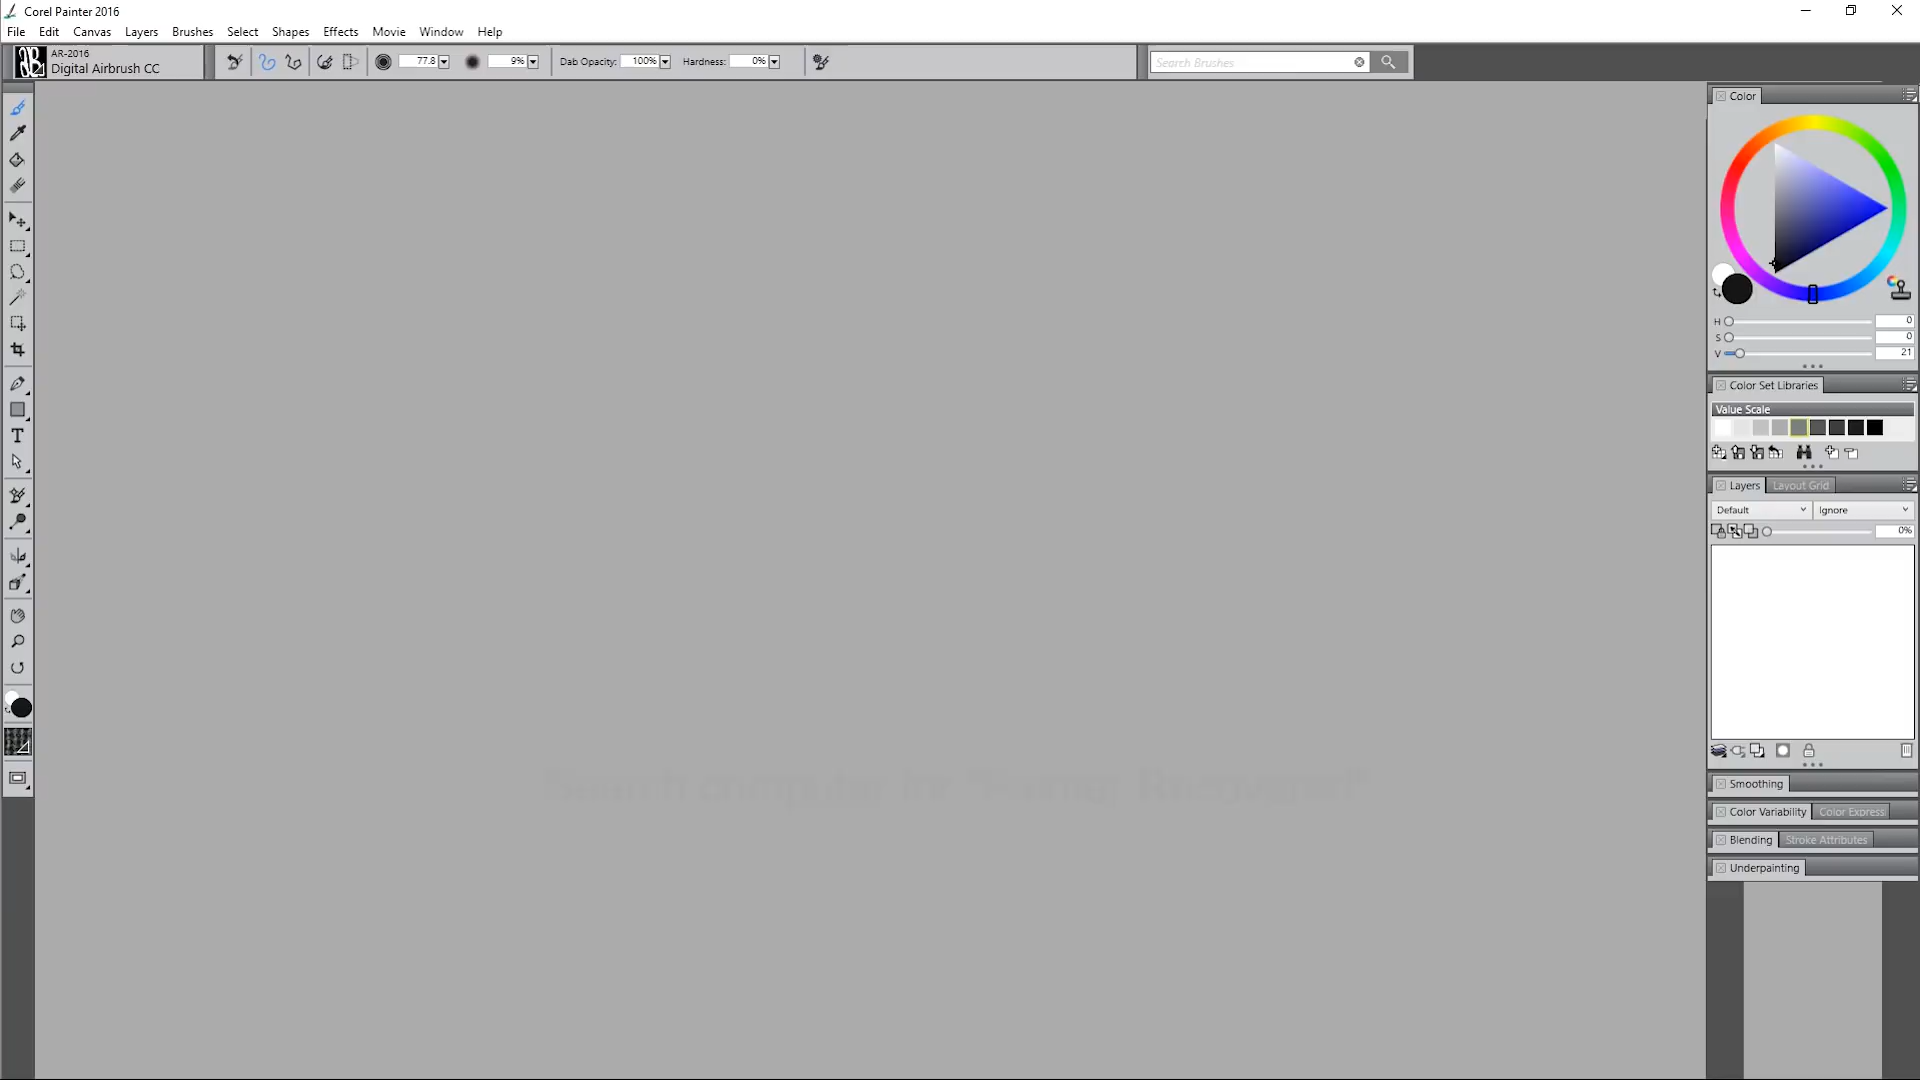 Corel Painter 2016
File Edit Canvas Layers Brushes Select Shapes Effects Movie Window Help
AR-2016
Digital Airbrush CC
77.8 9% Dab Opacity: 100% Hardness: 0% Search Brushes
Color
H 0
S 0
V 21
Color Set Libraries
Value Scale
Layers Layout Grid
Default Ignore
0%
T
Smoothing
Color Variability Color Express
Blending Stroke Attributes
Underpainting